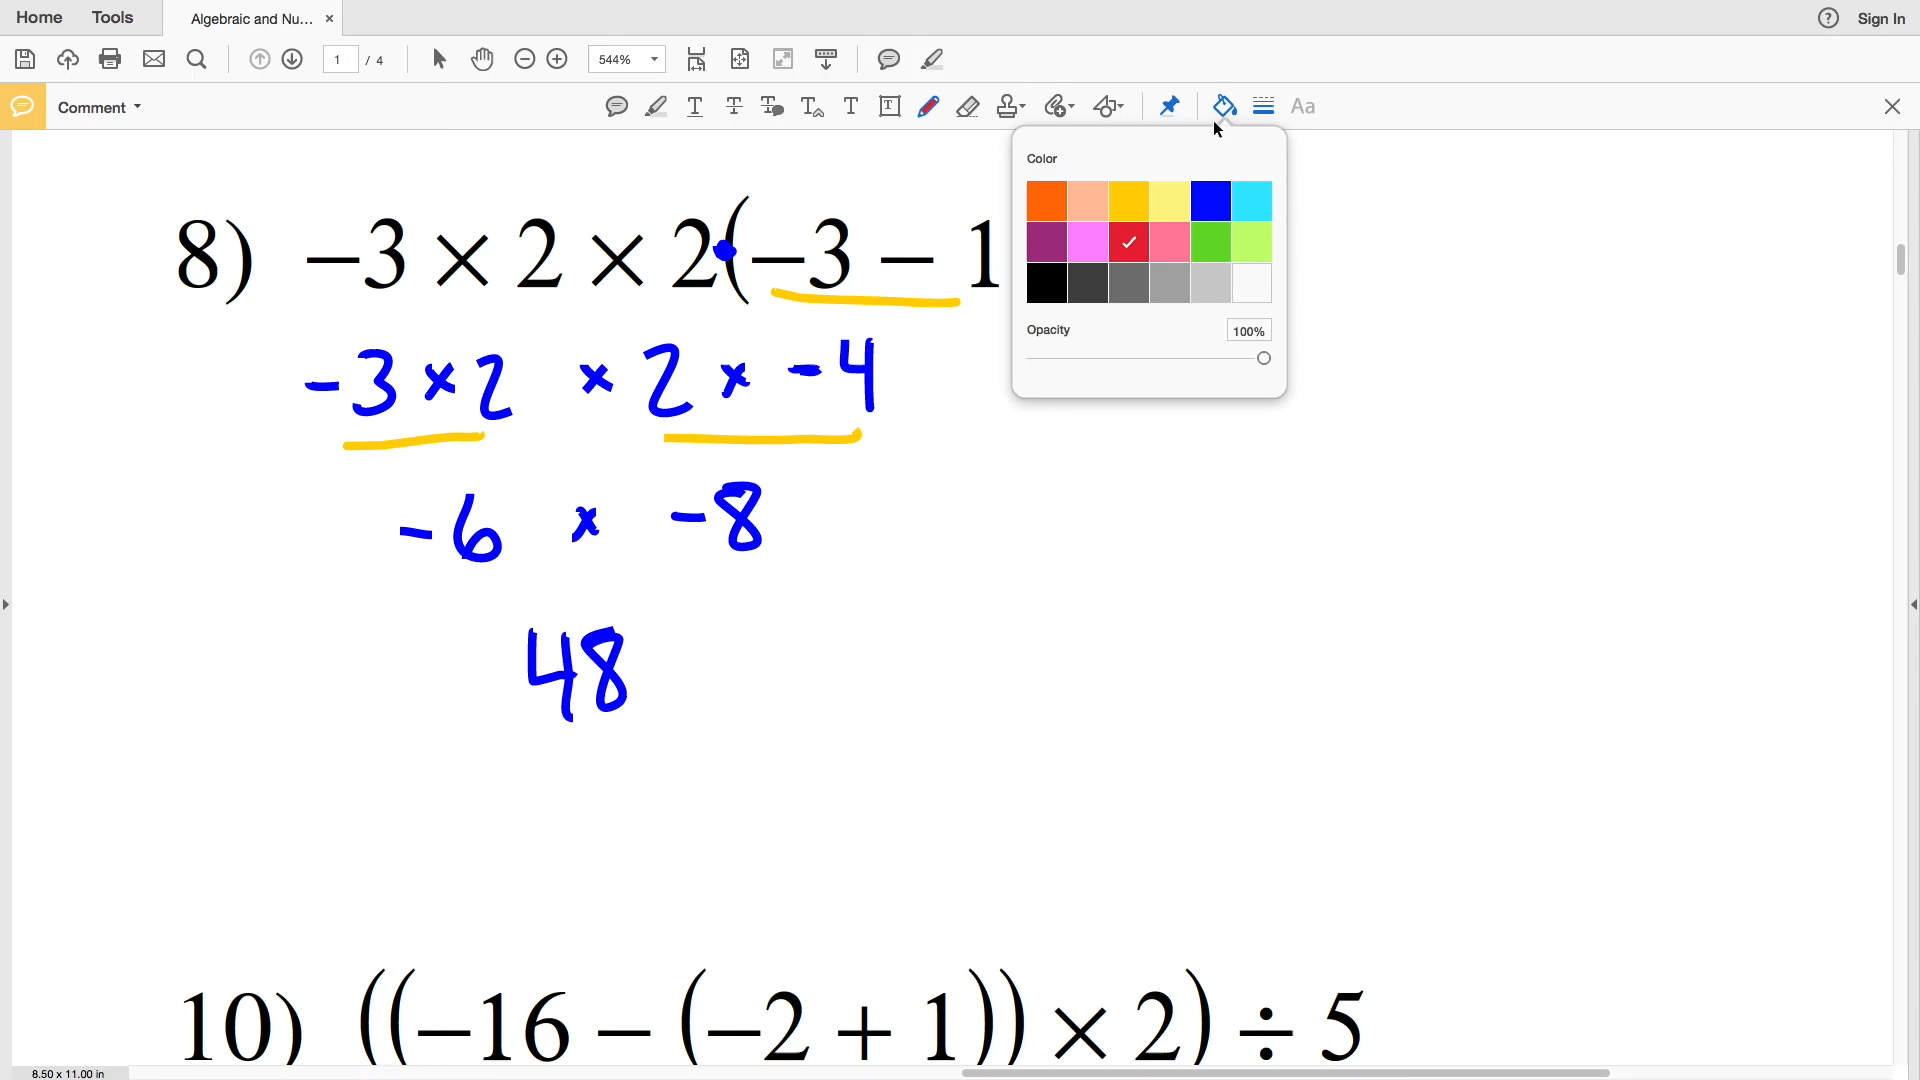 Home Tools Algebraic and Nu... × ? Sign In
1 / 4 544%
Comment T T T T T T Aa
Color
Opacity 100%
8) −3 × 2 × 2(−3 − 1
-3 × 2 × 2 × -4
-6 × -8
48
10) ((−16 − (−2 + 1)) × 2) ÷ 5
8.50 x 11.00 in